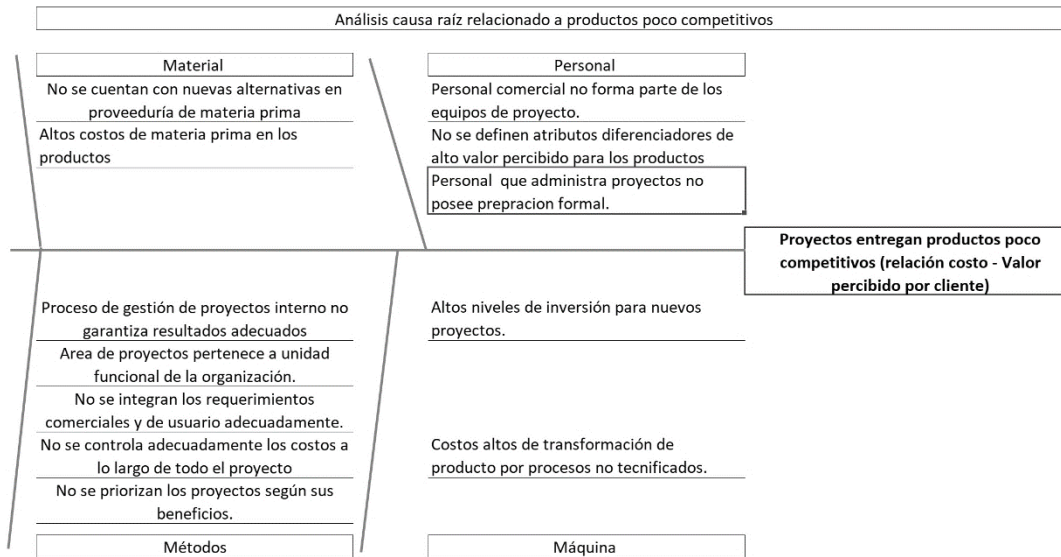 Análisis causa raíz relacionado a productos poco competitivos
Material
No se cuentan con nuevas alternativas en
proveeduría de materia prima
Altos costos de materia prima en los
productos
Personal
Personal comercial no forma parte de los
equipos de proyecto.
No se definen atributos diferenciadores de
alto valor percibido para los productos
Personal que administra proyectos no
posee prepracion formal.
Proyectos entregan productos poco
competitivos (relación costo - Valor
percibido por cliente)
Proceso de gestión de proyectos interno no
garantiza resultados adecuados
Area de proyectos pertenece a unidad
funcional de la organización.
No se integran los requerimientos
comerciales y de usuario adecuadamente.
No se controla adecuadamente los costos a
lo largo de todo el proyecto
No se priorizan los proyectos según sus
beneficios.
Métodos
Altos niveles de inversión para nuevos
proyectos.
Costos altos de transformación de
producto por procesos no tecnificados.
Máquina